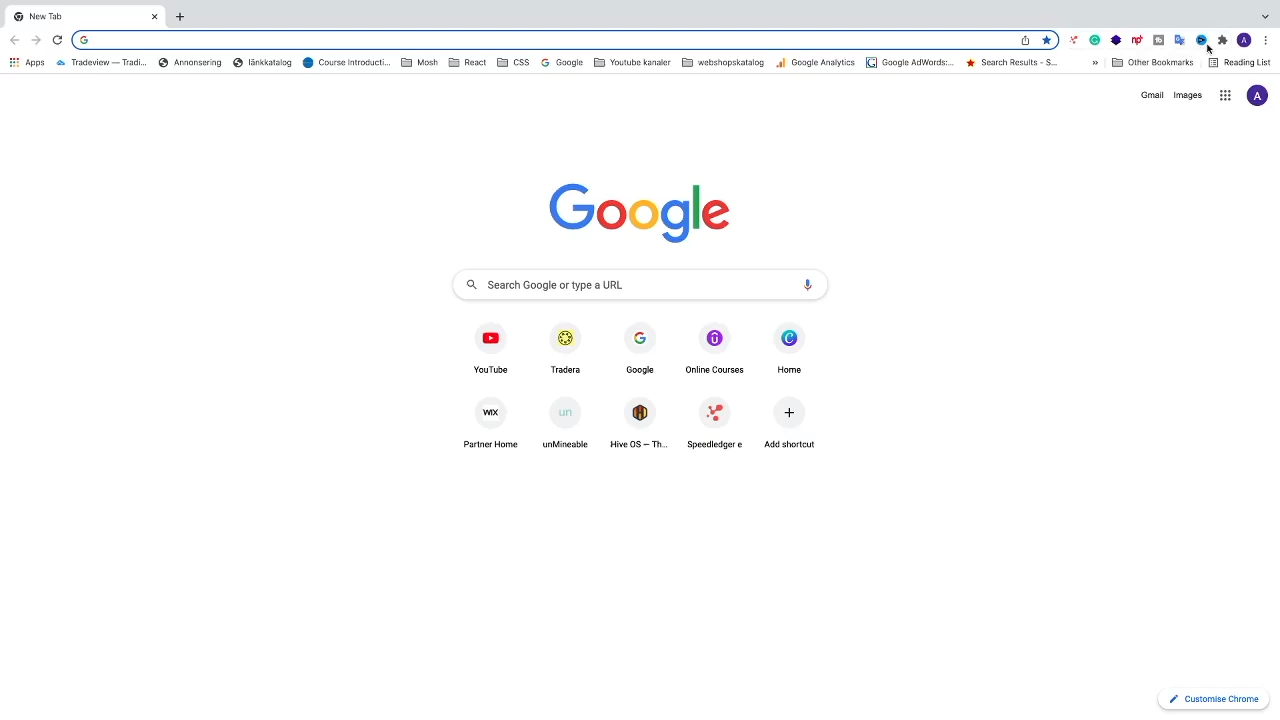 New Tab
Apps
Tradeview — Tradi...
Annonsering
länkkatalog
Course Introducti...
Mosh
React
CSS
Google
Youtube kanaler
webshopskatalog
Google Analytics
Google AdWords:...
Search Results - S...
»
Other Bookmarks
Reading List
Gmail
Images
A
Google
Search Google or type a URL
YouTube
Tradera
Google
Online Courses
Home
WIX
un
Partner Home
unMineable
Hive OS — Th...
Speedledger e
Add shortcut
Customise Chrome